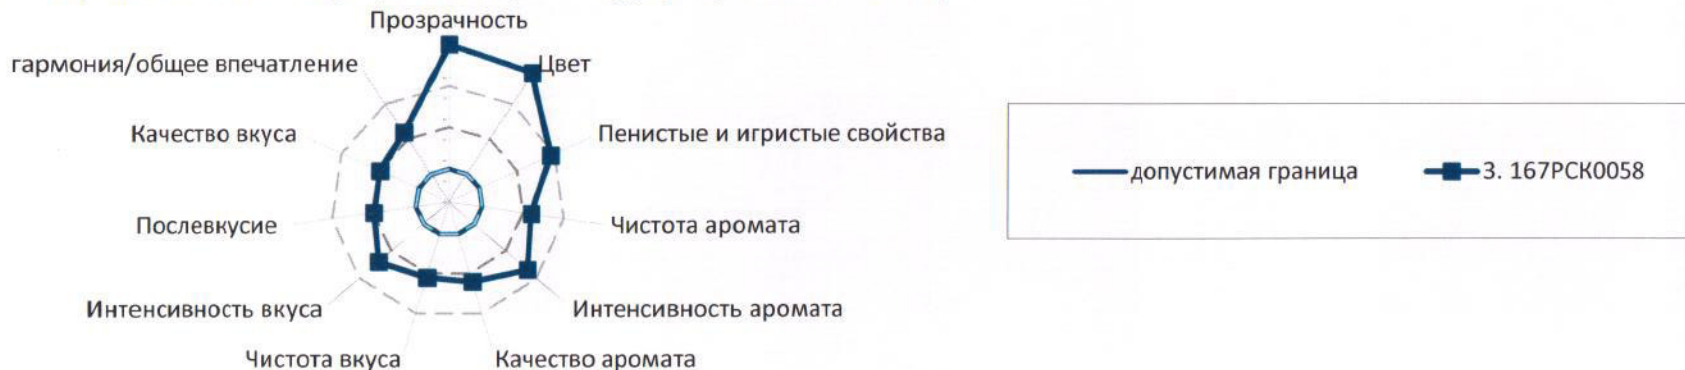 Прозрачность
гармония/общее впечатление
Цвет
Качество вкуса
Пенистые и игристые свойства
Послевкусие
Чистота аромата
Интенсивность вкуса
Интенсивность аромата
Чистота вкуса
Качество аромата
допустимая граница
3. 167РСК0058